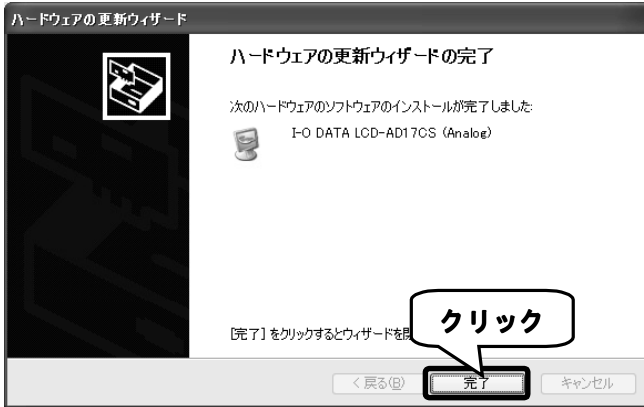 ハードウェアの更新ウィザード
ハードウェアの更新ウィザードの完了
次のハードウェアのソフトウェアのインストールが完了しました:
I-O DATA LCD-AD17CS (Analog)
[完了] をクリックするとウィザードを閉
クリック
< 戻る(B)
完了
キャンセル